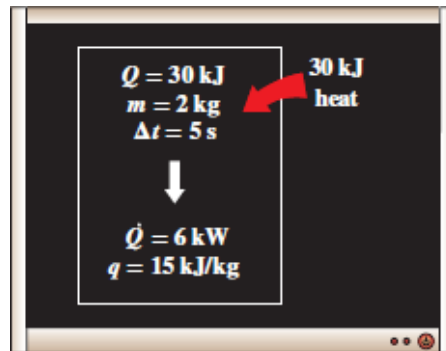 Q = 30 kJ
m = 2 kg
Δt = 5 s
30 kJ
heat
Q̇ = 6 kW
q = 15 kJ/kg